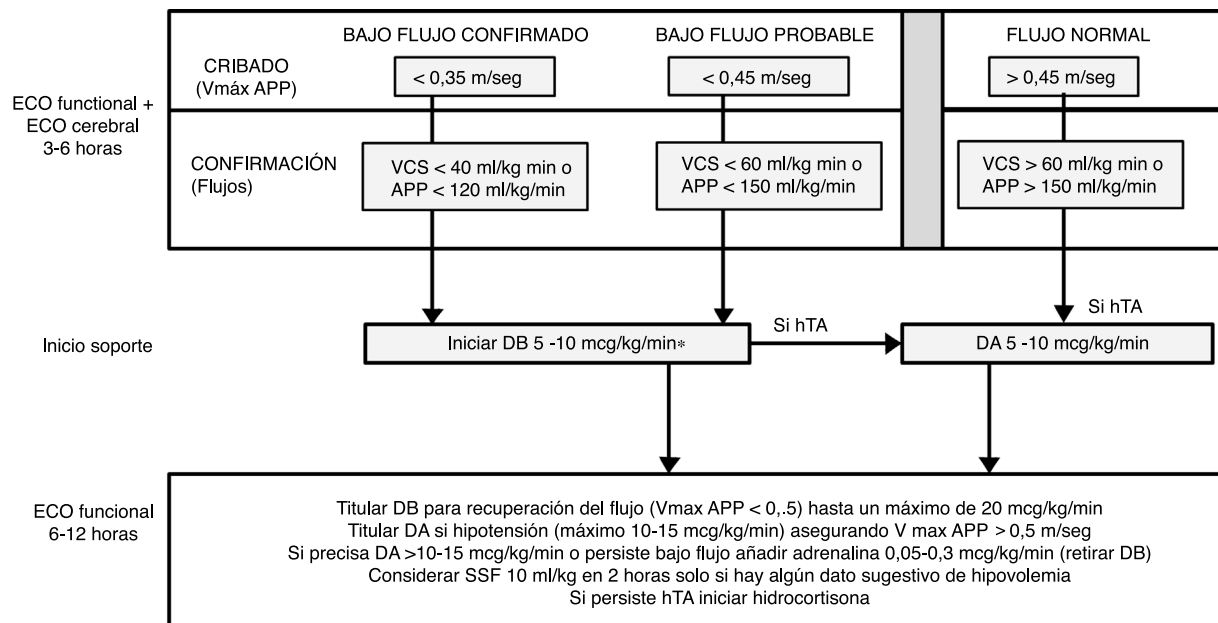 BAJO FLUJO CONFIRMADO
BAJO FLUJO PROBABLE
FLUJO NORMAL
ECO functional +
ECO cerebral
3-6 horas
CRIBADO
(Vmáx APP)
< 0,35 m/seg
< 0,45 m/seg
> 0,45 m/seg
CONFIRMACIÓN
(Flujos)
VCS < 40 ml/kg min o
APP < 120 ml/kg/min
VCS < 60 ml/kg min o
APP < 150 ml/kg/min
VCS > 60 ml/kg min o
APP > 150 ml/kg/min
Inicio soporte
Iniciar DB 5 -10 mcg/kg/min*
Si hTA
Si hTA
DA 5 -10 mcg/kg/min
ECO funcional
6-12 horas
Titular DB para recuperación del flujo (Vmax APP < 0,.5) hasta un máximo de 20 mcg/kg/min
Titular DA si hipotensión (máximo 10-15 mcg/kg/min) asegurando V max APP > 0,5 m/seg
Si precisa DA >10-15 mcg/kg/min o persiste bajo flujo añadir adrenalina 0,05-0,3 mcg/kg/min (retirar DB)
Considerar SSF 10 ml/kg en 2 horas solo si hay algún dato sugestivo de hipovolemia
Si persiste hTA iniciar hidrocortisona